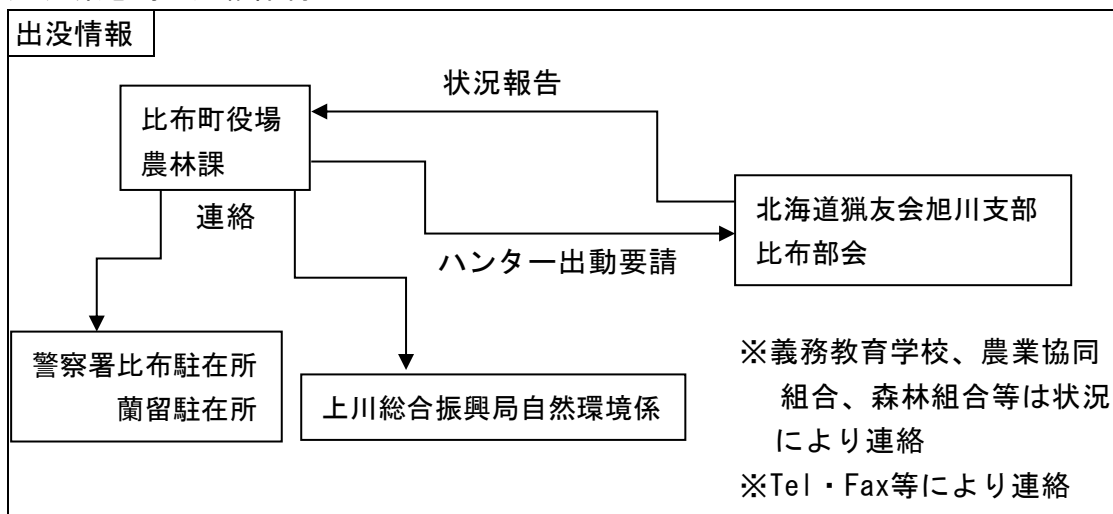 出没情報
状況報告
比布町役場
農林課
連絡
北海道猟友会旭川支部
比布部会
ハンター出動要請
警察署比布駐在所
蘭留駐在所
上川総合振興局自然環境係
※義務教育学校、農業協同
組合、森林組合等は状況
により連絡
※Tel・Fax等により連絡